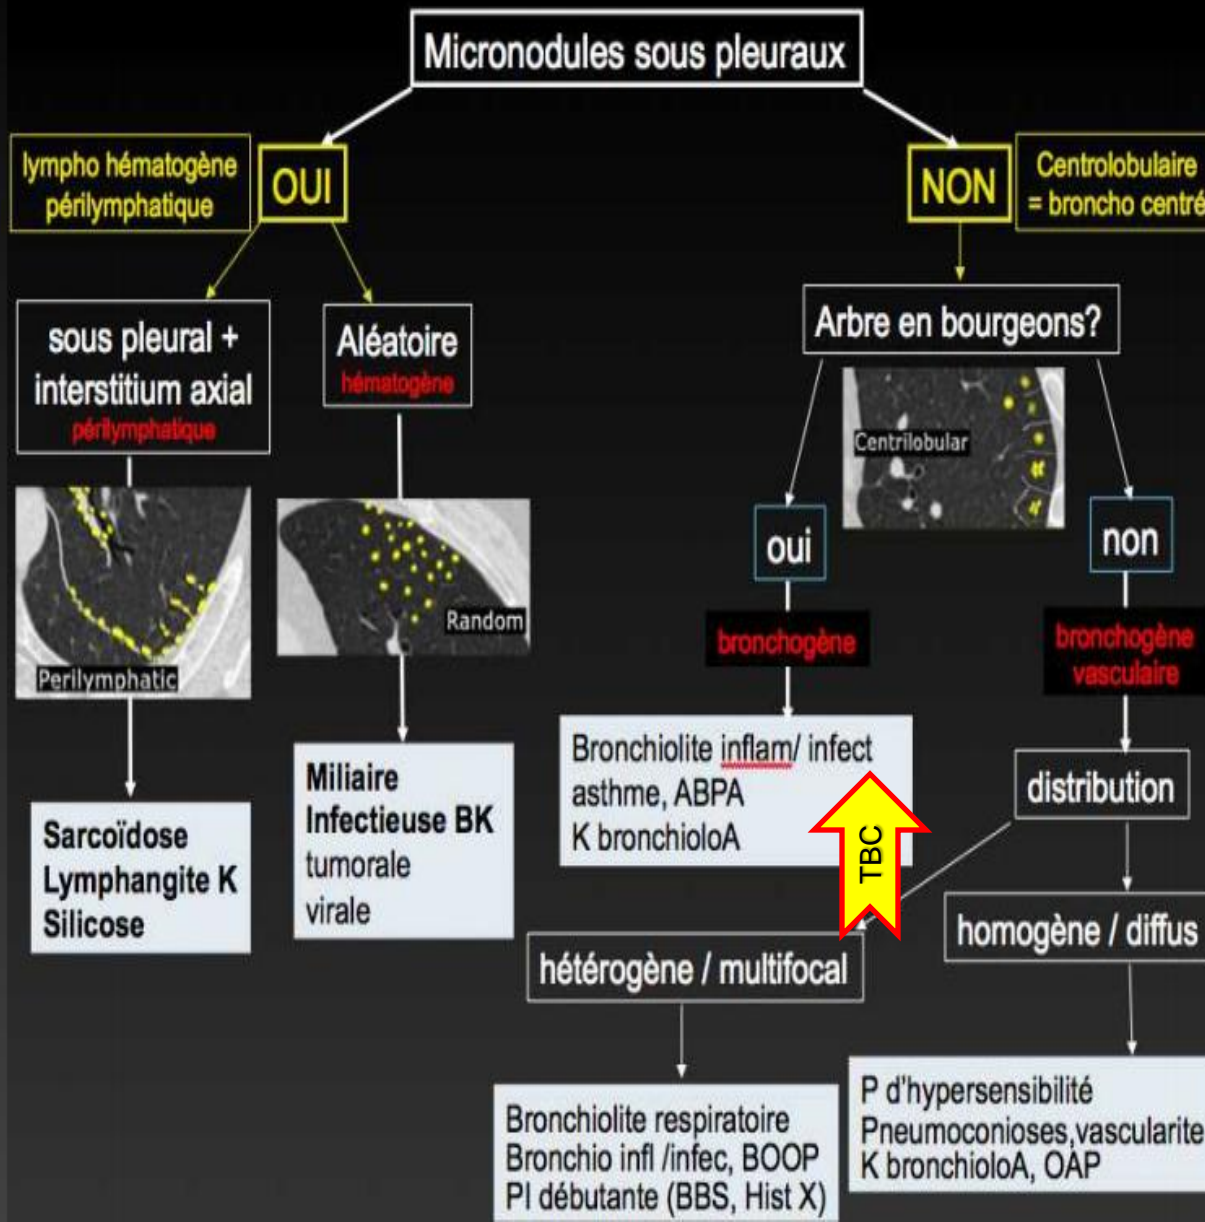 Micronodules sous pleuraux
lympho hématogène
périlymphatique
OUI
NON
Centrolobulaire
= broncho centré
sous pleural +
interstitium axial
périlymphatique
Aléatoire
hématogène
Arbre en bourgeons?
Perilymphatic
Random
Centrilobular
oui
non
bronchogène
bronchogène
vasculaire
Sarcoïdose
Lymphangite K
Silicose
Miliaire
Infectieuse BK
tumorale
virale
Bronchiolite inflam/ infect
asthme, ABPA
K bronchioloA
TBC
distribution
hétérogène / multifocal
homogène / diffus
Bronchiolite respiratoire
Bronchio infl /infec, BOOP
PI débutante (BBS, Hist X)
P d'hypersensibilité
Pneumoconioses,vascularite
K bronchioloA, OAP